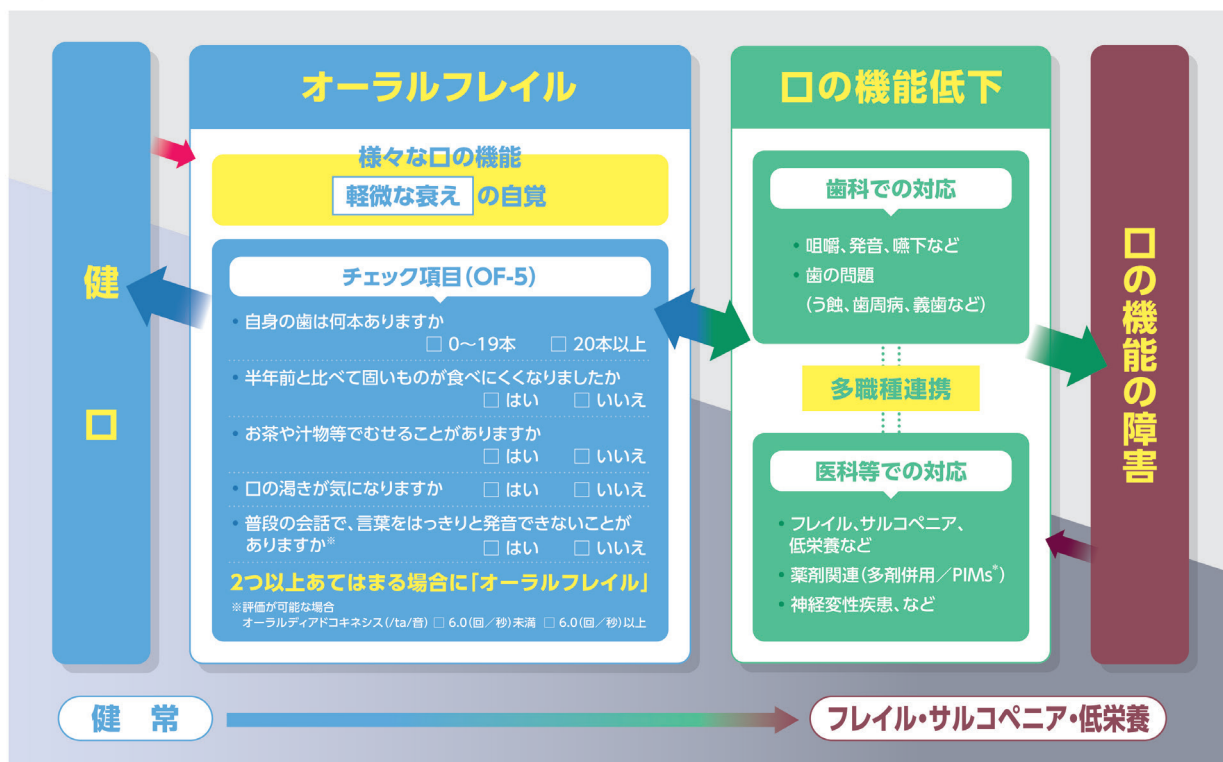 健口
オーラルフレイル
様々な口の機能
軽微な衰え の自覚
チェック項目(OF-5)
・自身の歯は何本ありますか
□ 0〜19本 □ 20本以上
・半年前と比べて固いものが食べにくくなりましたか
□ はい □ いいえ
・お茶や汁物等でむせることがありますか
□ はい □ いいえ
・口の渇きが気になりますか □ はい □ いいえ
・普段の会話で、言葉をはっきりと発音できないことが
ありますか※ □ はい □ いいえ
2つ以上あてはまる場合に「オーラルフレイル」
※評価が可能な場合
オーラルディアドコキネシス(/ta/音) □ 6.0(回/秒)未満 □ 6.0(回/秒)以上
口の機能低下
歯科での対応
・咀嚼、発音、嚥下など
・歯の問題
(う蝕、歯周病、義歯など)
多職種連携
医科等での対応
・フレイル、サルコペニア、
低栄養など
・薬剤関連(多剤併用/PIMs*)
・神経変性疾患、など
口の機能の障害
健 常
フレイル・サルコペニア・低栄養